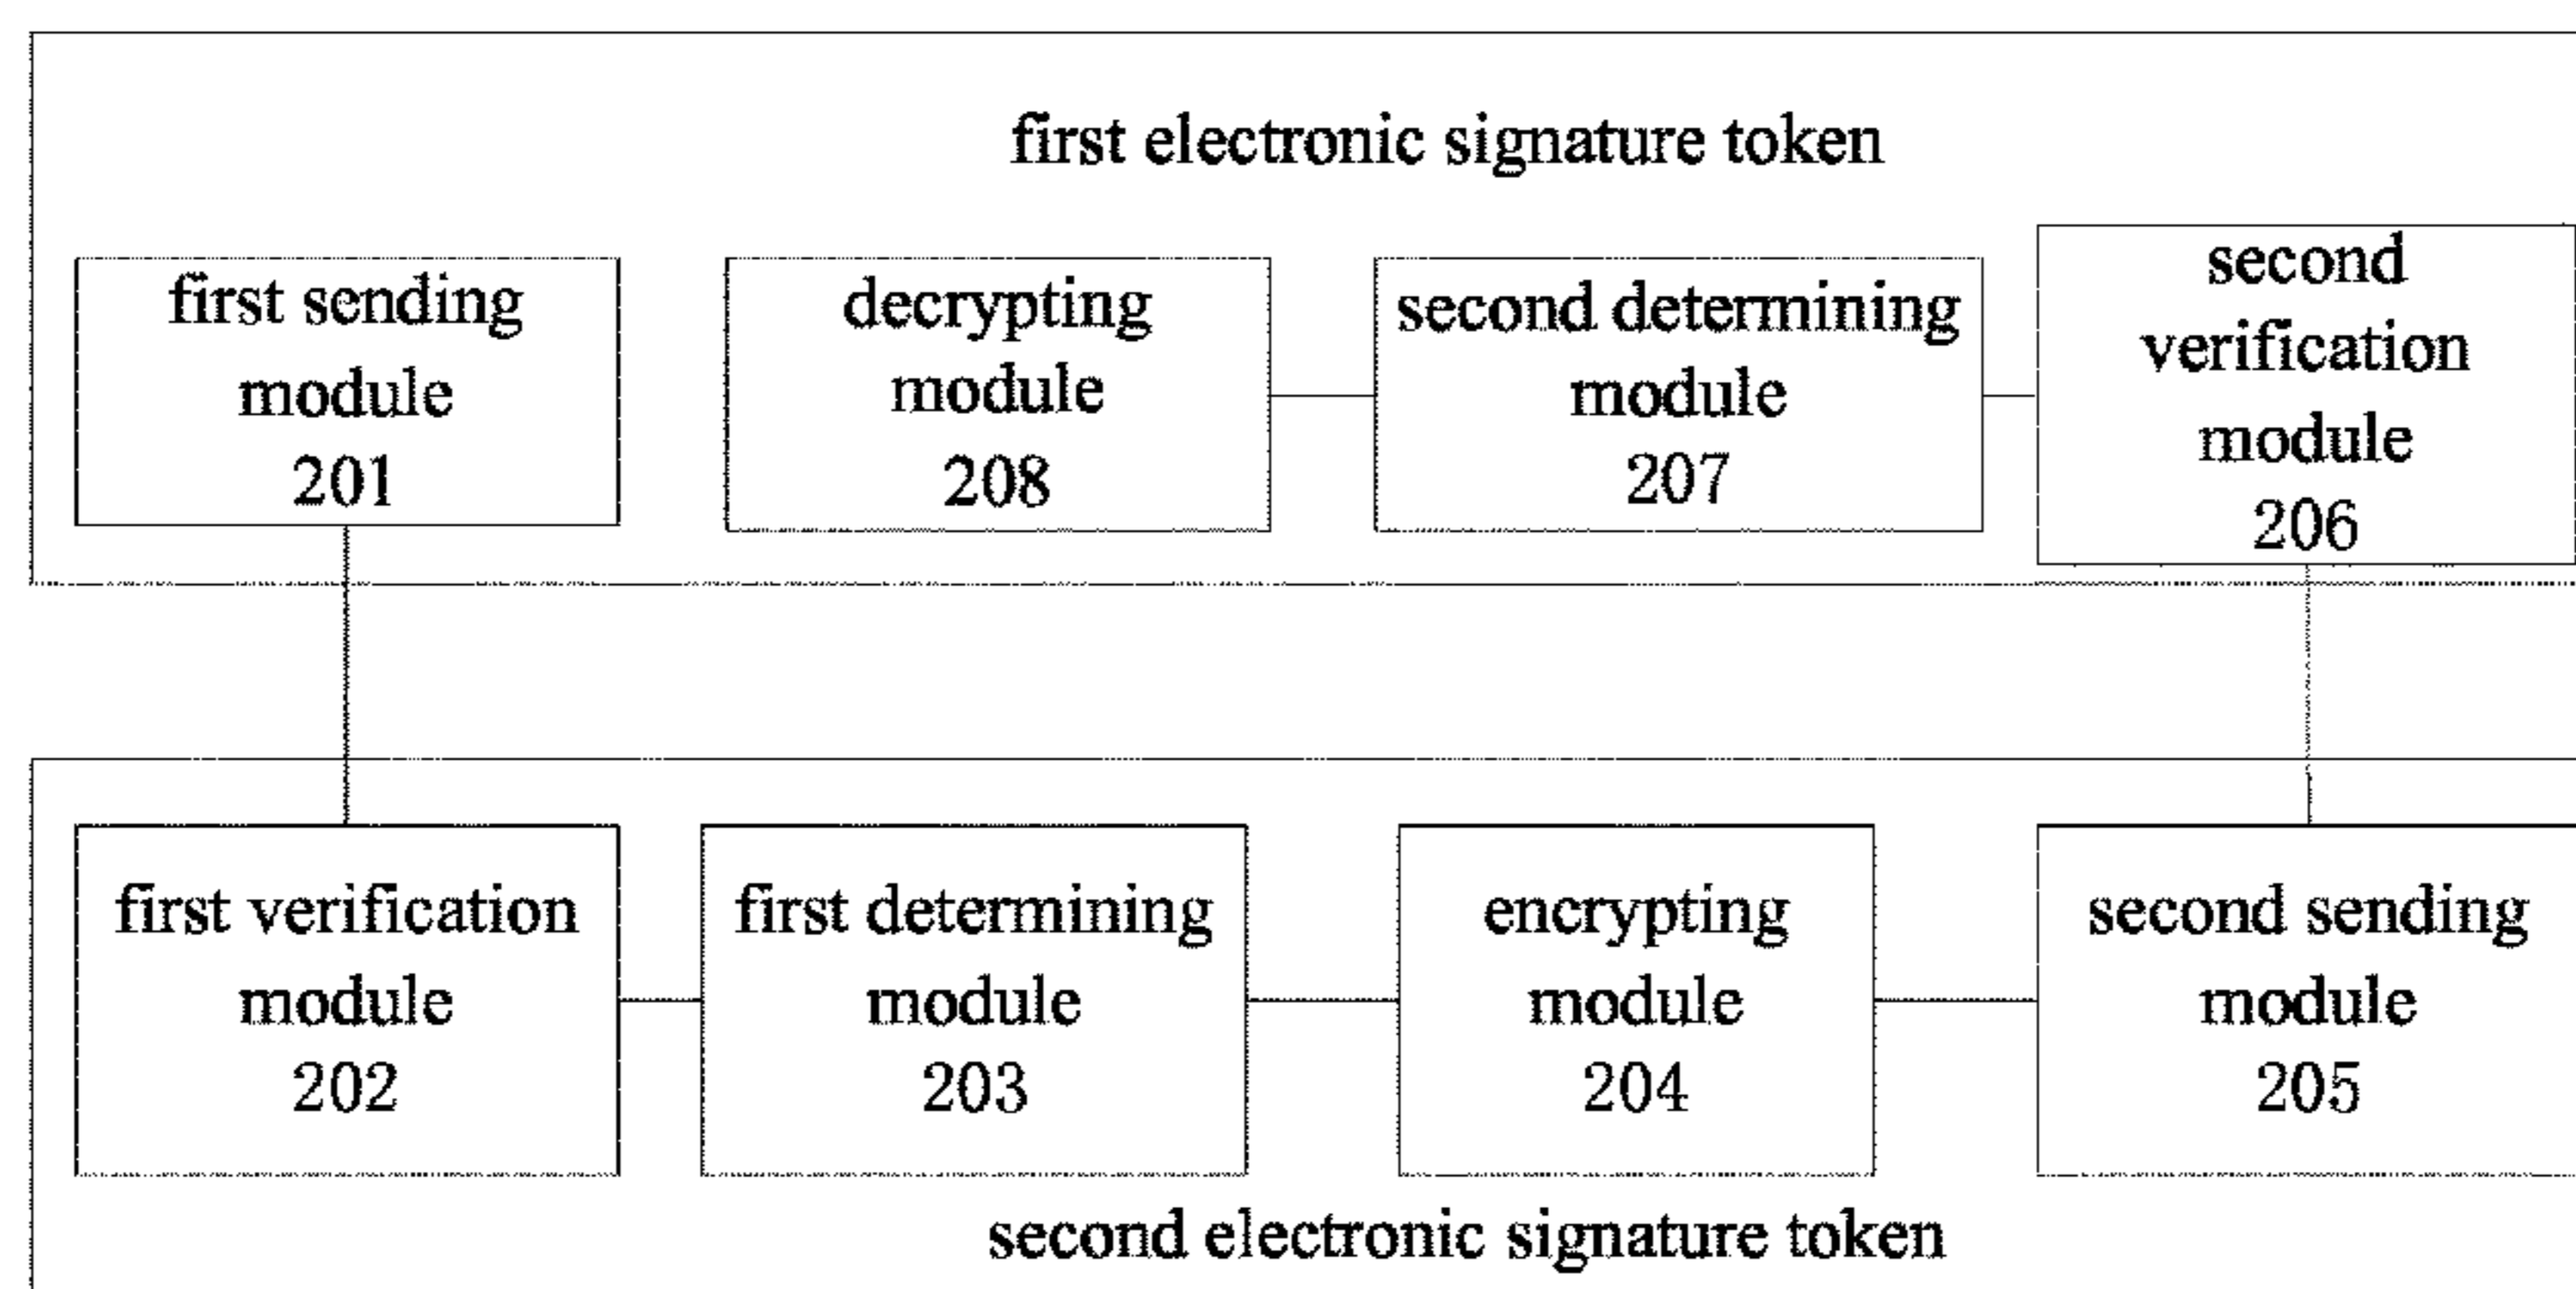 first electronic signature token
first sending
module
201
decrypting
module
208
second determining
module
207
second
verification
module
206
first verification
module
202
first determining
module
203
encrypting
module
204
second sending
module
205
second electronic signature token